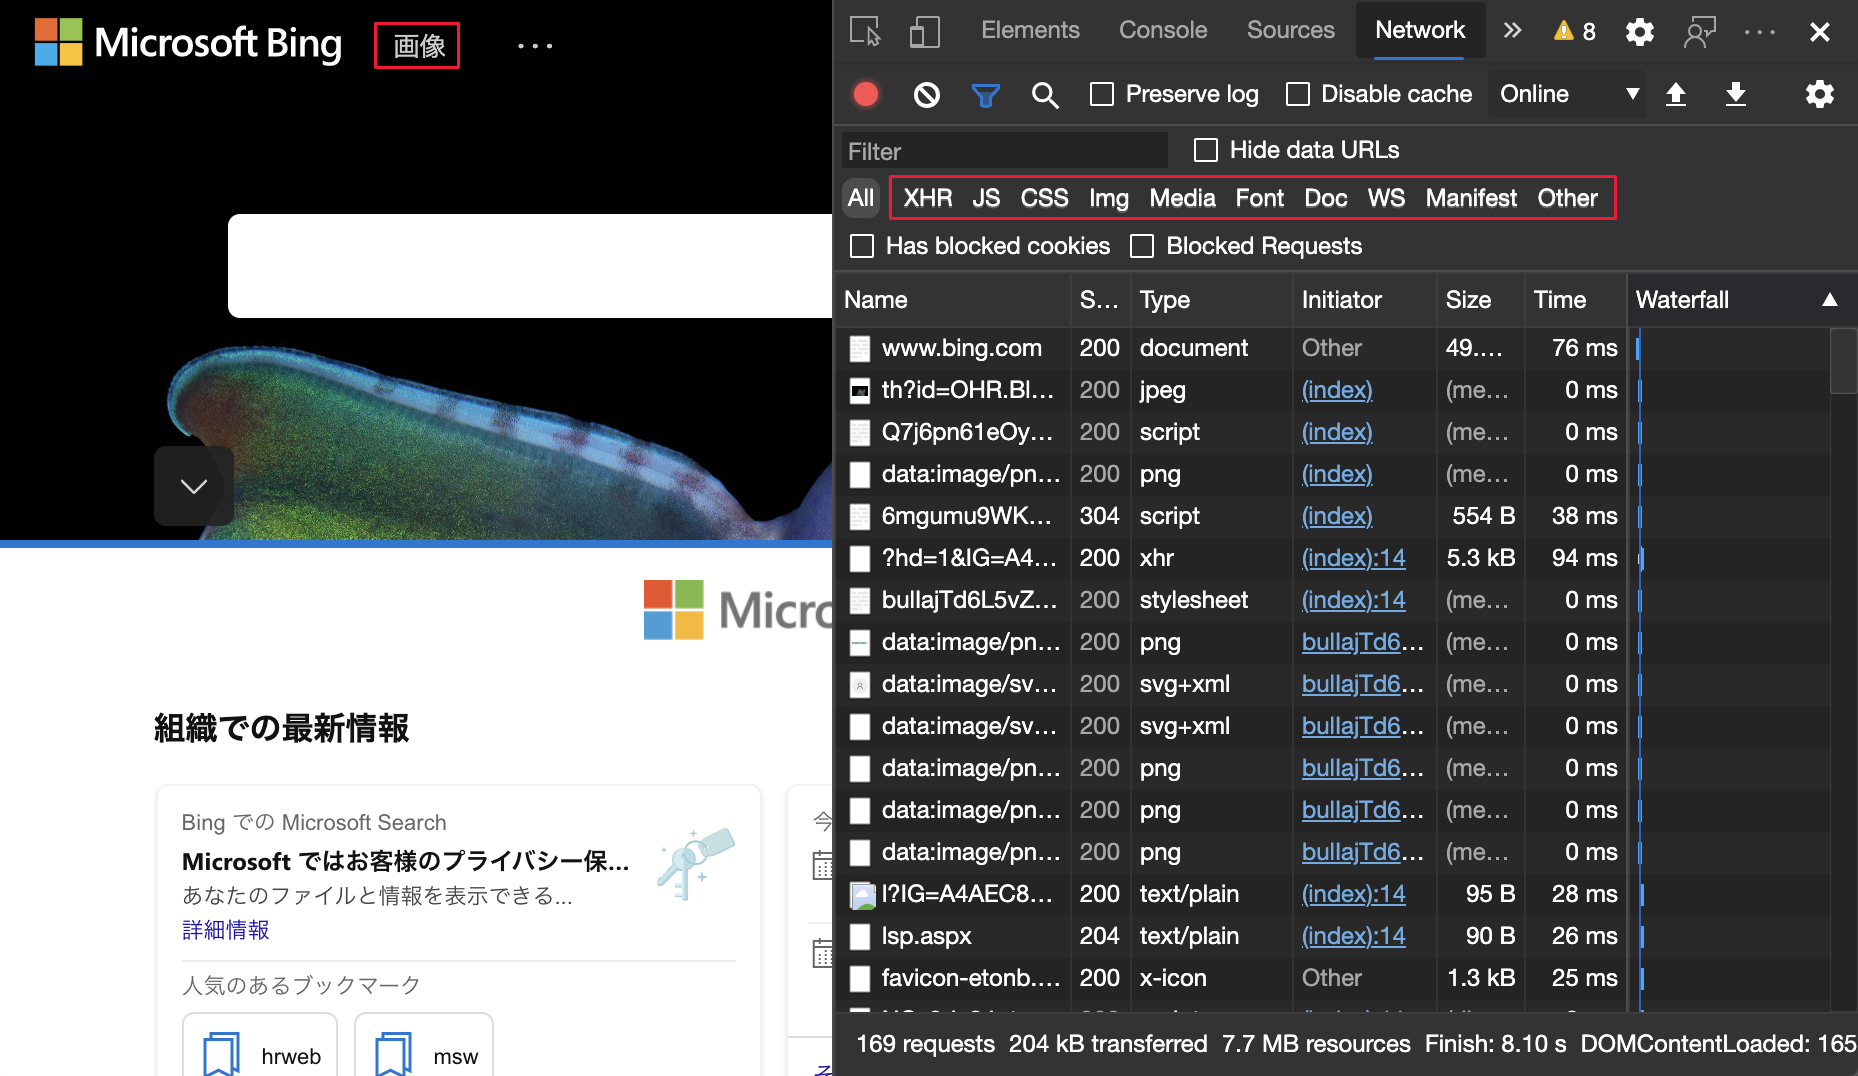 Microsoft Bing 画像 ···
Micro
組織での最新情報
Bing での Microsoft Search
Microsoft ではお客様のプライバシー保...
あなたのファイルと情報を表示できる...
詳細情報
人気のあるブックマーク
hrweb msw
今
そ
Elements Console Sources Network » 8
Preserve log Disable cache Online
Filter Hide data URLs
All XHR JS CSS Img Media Font Doc WS Manifest Other
Has blocked cookies Blocked Requests
Name S... Type Initiator Size Time Waterfall
www.bing.com 200 document Other 49.... 76 ms
th?id=OHR.Bl... 200 jpeg (index) (me... 0 ms
Q7j6pn61eOy... 200 script (index) (me... 0 ms
data:image/pn... 200 png (index) (me... 0 ms
6mgumu9WK... 304 script (index) 554 B 38 ms
?hd=1&IG=A4... 200 xhr (index):14 5.3 kB 94 ms
bullajTd6L5vZ... 200 stylesheet (index):14 (me... 0 ms
data:image/pn... 200 png bullajTd6... (me... 0 ms
data:image/sv... 200 svg+xml bullajTd6... (me... 0 ms
data:image/sv... 200 svg+xml bullajTd6... (me... 0 ms
data:image/pn... 200 png bullajTd6... (me... 0 ms
data:image/pn... 200 png bullajTd6... (me... 0 ms
data:image/pn... 200 png bullajTd6... (me... 0 ms
l?IG=A4AEC8... 200 text/plain (index):14 95 B 28 ms
lsp.aspx 204 text/plain (index):14 90 B 26 ms
favicon-etonb.... 200 x-icon Other 1.3 kB 25 ms
169 requests 204 kB transferred 7.7 MB resources Finish: 8.10 s DOMContentLoaded: 165